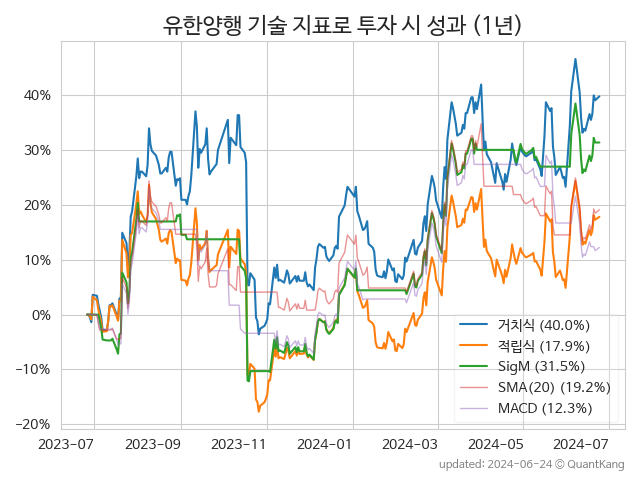 유한양행 기술 지표로 투자 시 성과 (1년)
40%
30%
20%
10%
0%
−10%
−20%
거치식 (40.0%)
적립식 (17.9%)
SigM (31.5%)
SMA(20) (19.2%)
MACD (12.3%)
2023-07 2023-09 2023-11 2024-01 2024-03 2024-05 2024-07
updated: 2024-06-24 © QuantKang